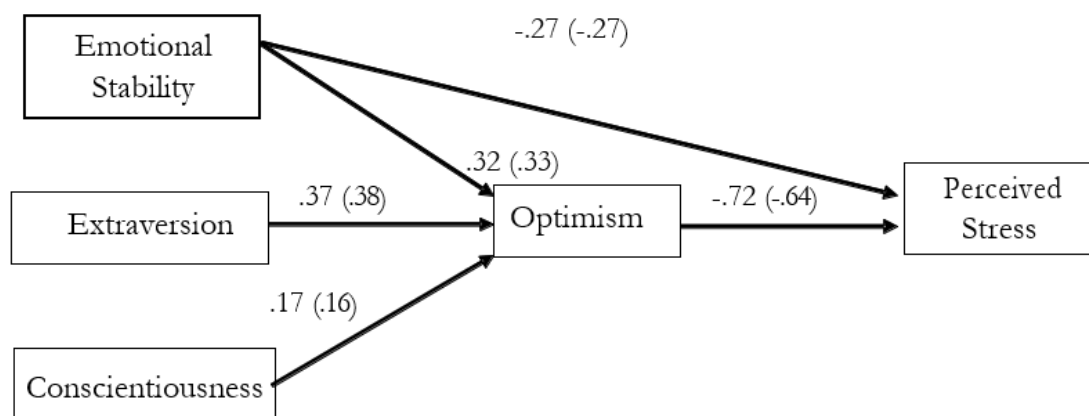 -.27 (-.27)
Emotional
Stability
.32 (.33)
.37 (.38)
-.72 (-.64)
Extraversion
Optimism
Perceived
Stress
.17 (.16)
Conscientiousness